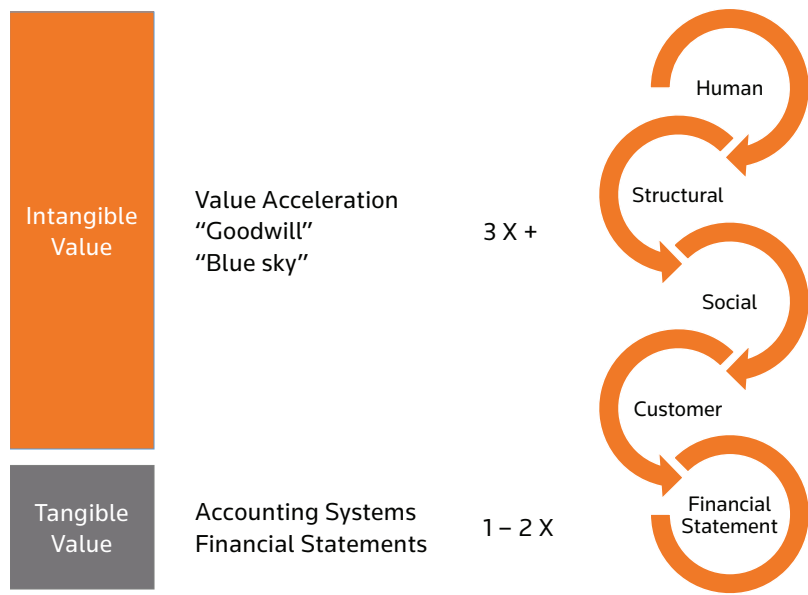 Intangible
Value
Value Acceleration
“Goodwill”
“Blue sky”
3 X +
Human
Structural
Social
Customer
Tangible
Value
Accounting Systems
Financial Statements
1 – 2 X
Financial
Statement